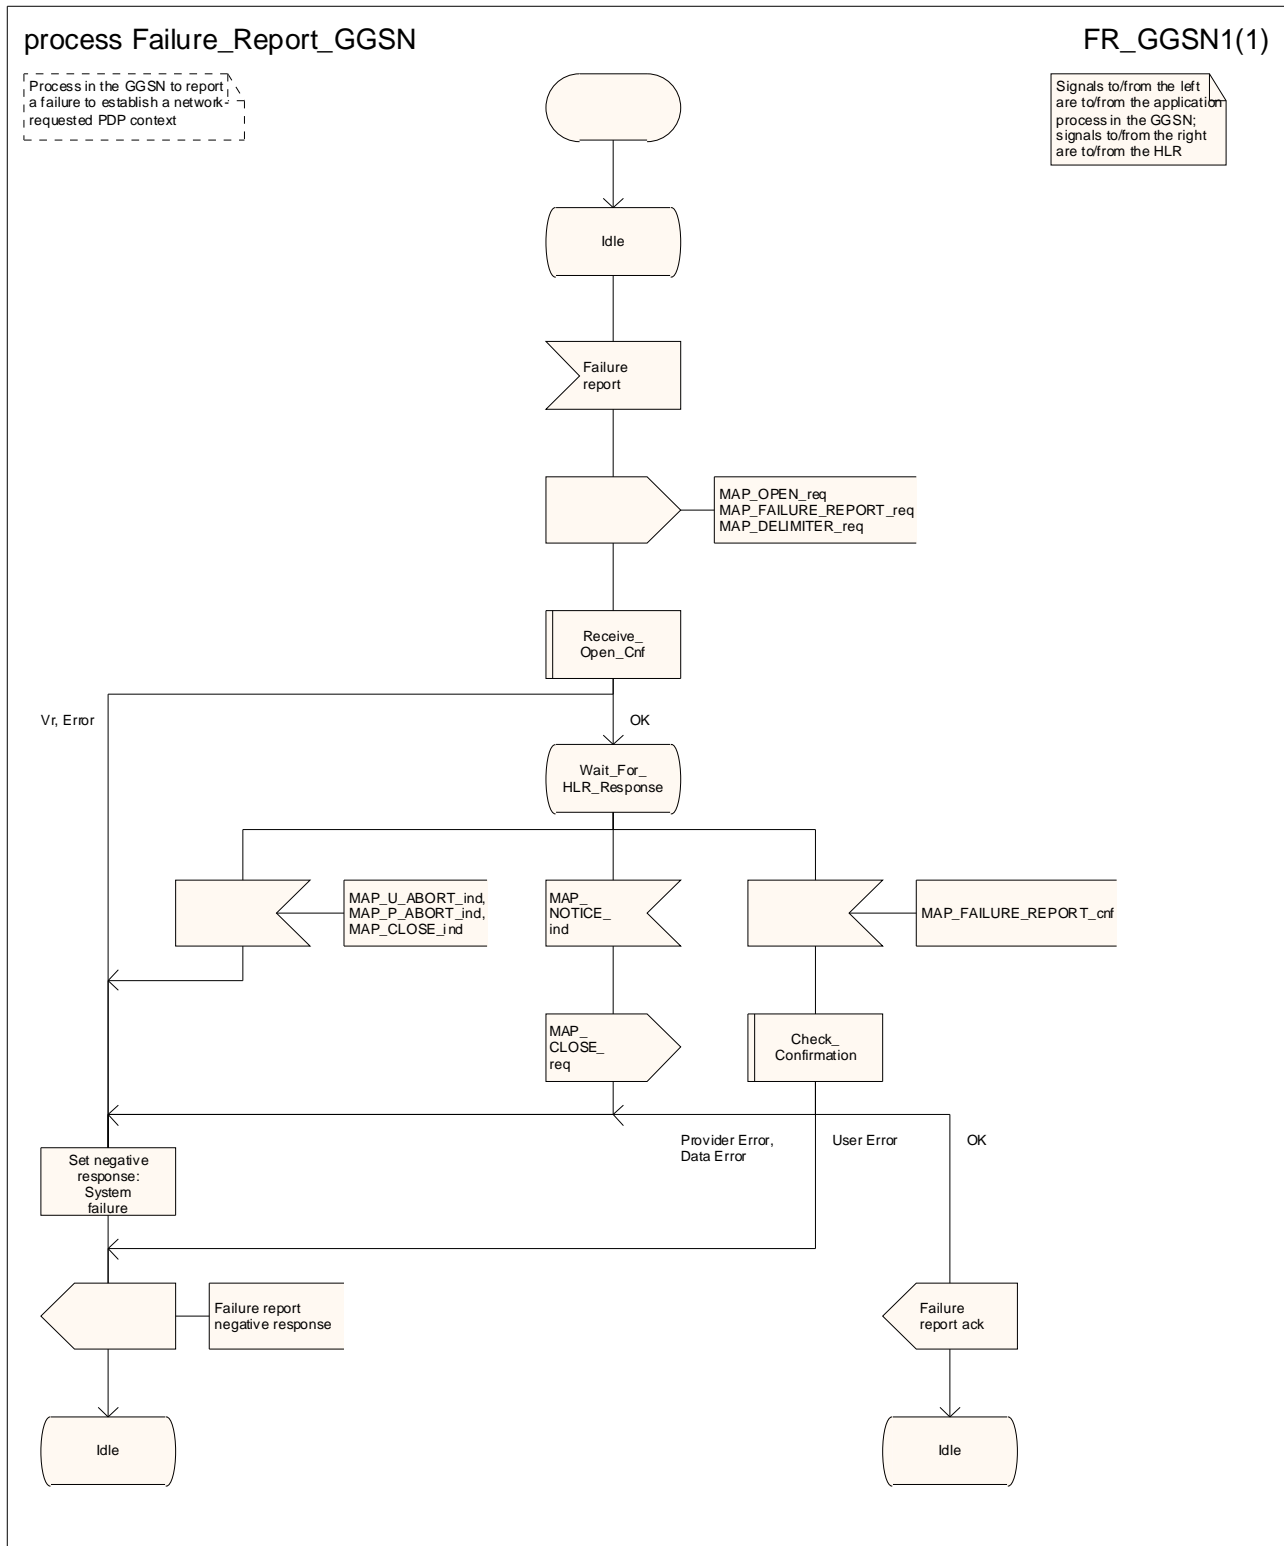 process Failure_Report_GGSN
FR_GGSN1(1)
Process in the GGSN to report
a failure to establish a network-
requested PDP context
Signals to/from the left
are to/from the application
process in the GGSN;
signals to/from the right
are to/from the HLR
Idle
Failure
report
MAP_OPEN_req
MAP_FAILURE_REPORT_req
MAP_DELIMITER_req
Receive_
Open_Cnf
Vr, Error
OK
Wait_For_
HLR_Response
MAP_U_ABORT_ind,
MAP_P_ABORT_ind,
MAP_CLOSE_ind
MAP_
NOTICE_
ind
MAP_FAILURE_REPORT_cnf
MAP_
CLOSE_
req
Check_
Confirmation
Provider Error,
Data Error
User Error
OK
Set negative
response:
System
failure
Failure report
negative response
Failure
report ack
Idle
Idle